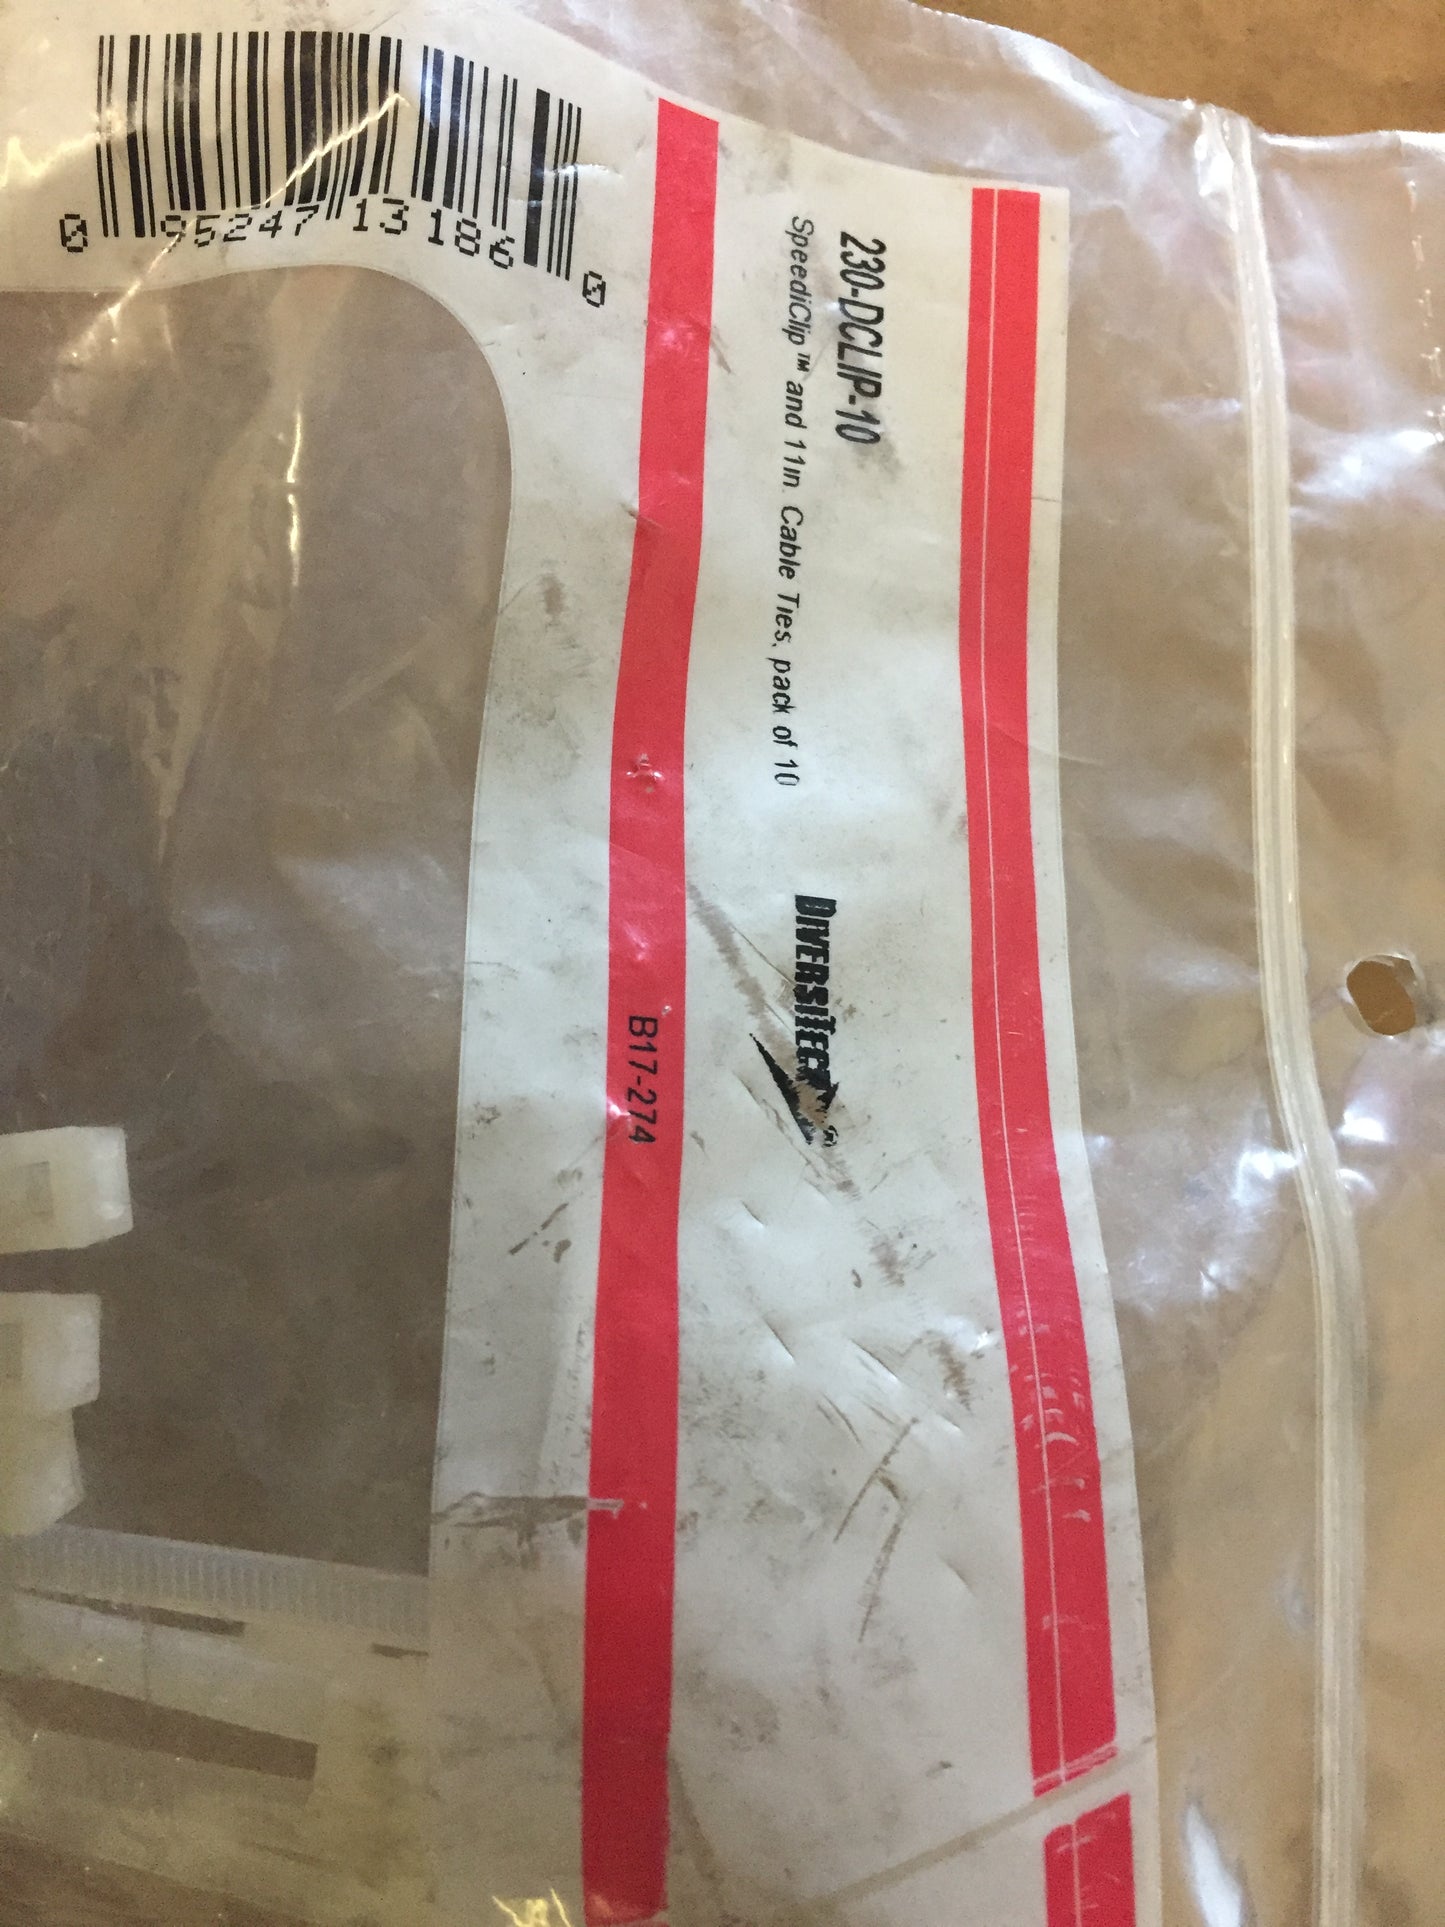 0 95247 13186 0
230-DCLIP-10
SpeediClip™ and 11in. Cable Ties, pack of 10
DIVERSITECH®
B17-274